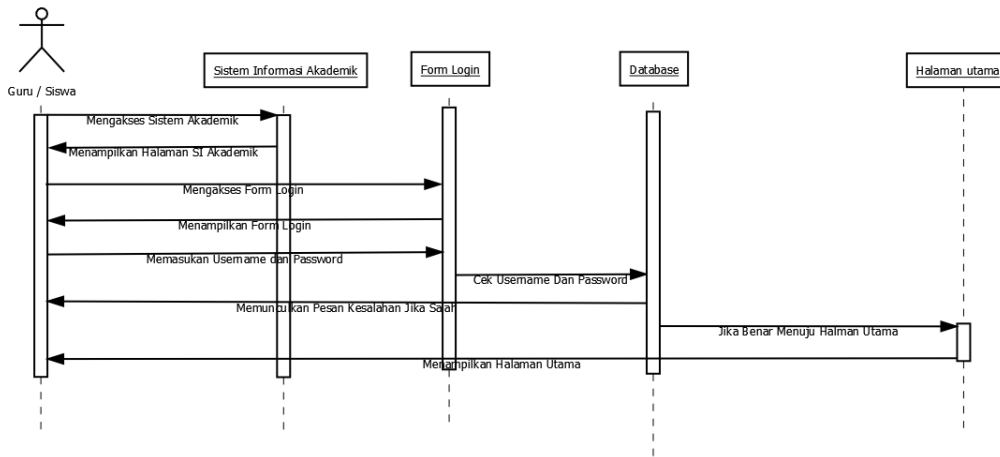 Sistem Informasi Akademik
Form Login
Database
Halaman utama
Guru / Siswa
Mengakses Sistem Akademik
Menampilkan Halaman SI Akademik
Mengakses Form Login
Menampilkan Form Login
Memasukan Username dan Password
Cek Username Dan Password
Memunculkan Pesan Kesalahan Jika Salah
Jika Benar Menuju Halman Utama
Menampilkan Halaman Utama